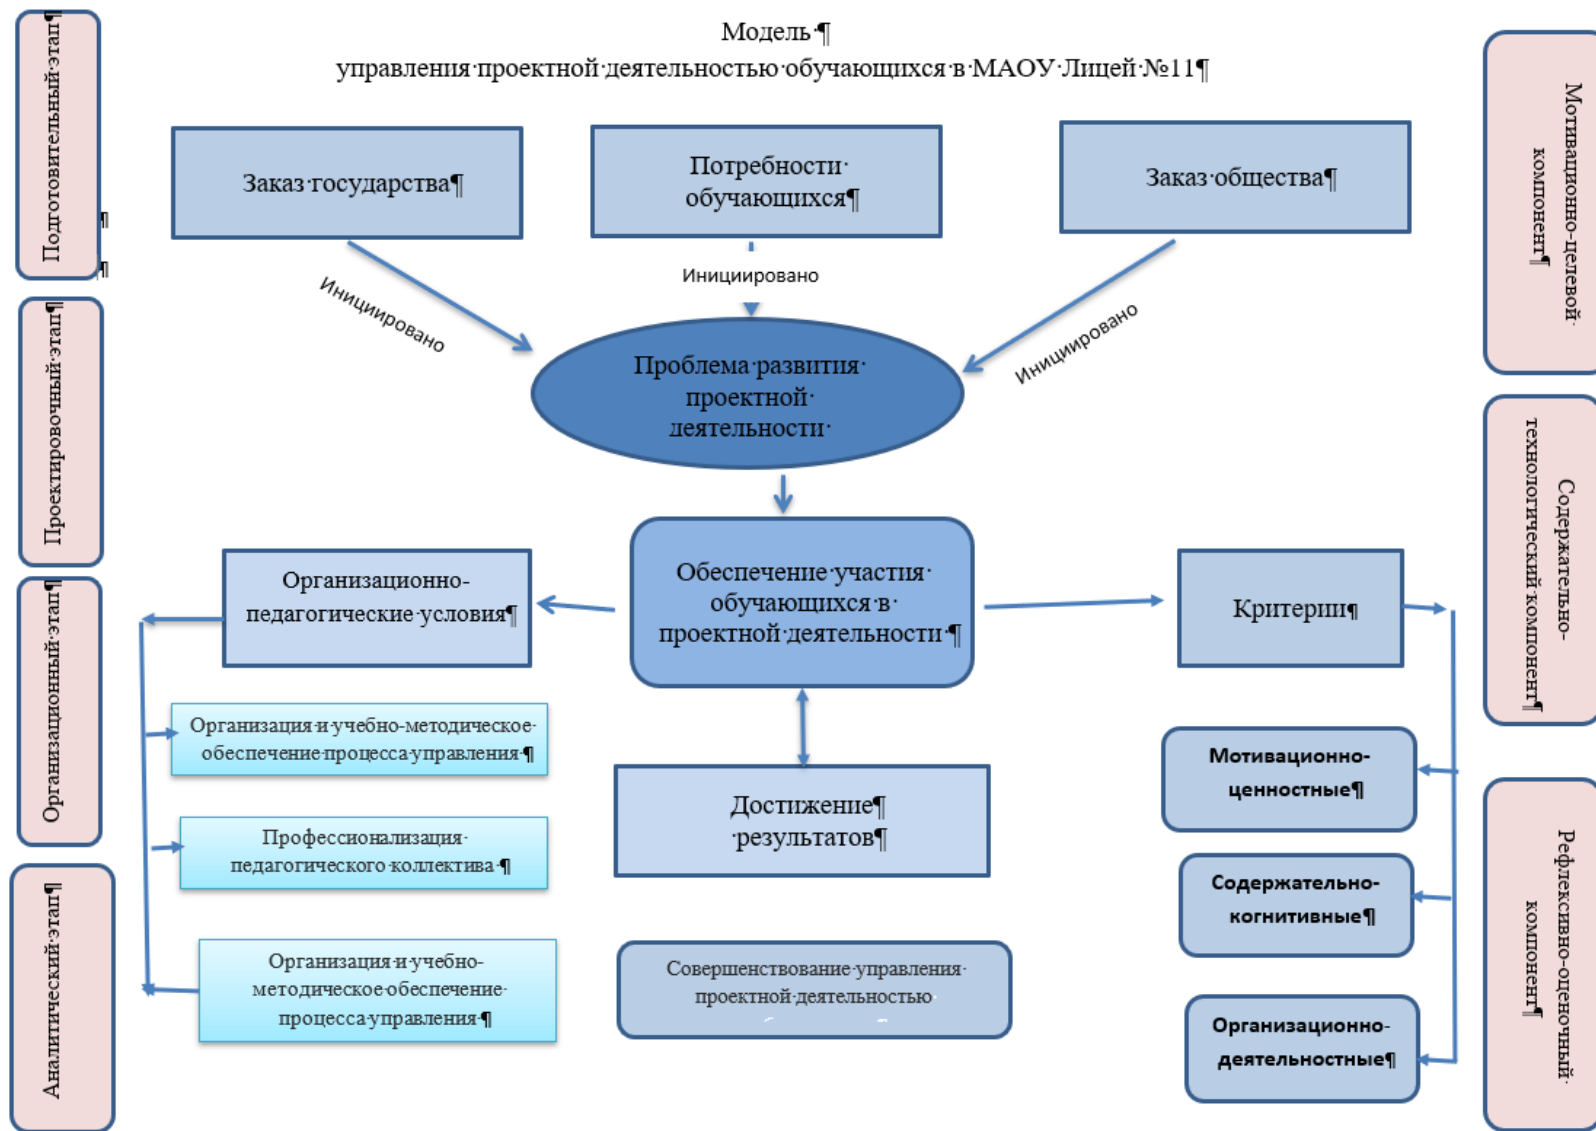 Модель ¶
управления·проектной·деятельностью·обучающихся·в·МАОУ·Лицей·№11¶
Подготовительный·этап¶
¶
¶
Проектировочный·этап¶
Организационный·этап¶
Аналитический·этап¶
Заказ·государства¶
Потребности·
обучающихся¶
Заказ·общества¶
Инициировано
Инициировано
Инициировано
Проблема·развития·
проектной·
деятельности·
Обеспечение·участия·
обучающихся·в·
проектной·деятельности·¶
Организационно-
педагогические·условия¶
Организация·и·учебно-методическое·
обеспечение·процесса·управления·¶
Профессионализация·
педагогического·коллектива·¶
Организация·и·учебно-
методическое·обеспечение·
процесса·управления·¶
Достижение¶
·результатов¶
Совершенствование·управления·
проектной·деятельностью·
Критерии¶
Мотивационно-
ценностные¶
Содержательно-
когнитивные¶
Организационно-
деятельностные¶
Мотивационно-целевой·
компонент¶
Содержательно-
технологический·компонент¶
Рефлексивно-оценочный·
компонент¶